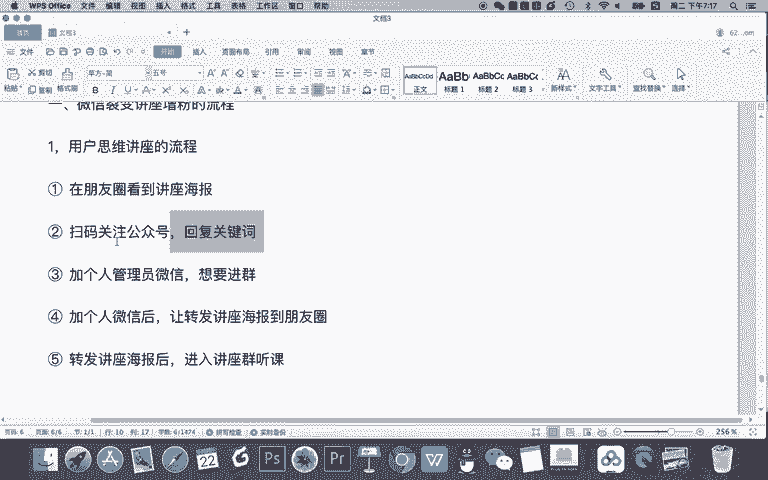 WPS Office 文件 编辑 视图 插入 格式 工具 表格 工作区 窗口 帮助
周二 下午7:17
文档3
首页 文档3
文件 开始 插入 页面布局 引用 审阅 视图 章节
粘贴 剪切 复制 格式刷 五号
AaBbCcDd AaBb AaBbCc AaBbCc
正文 标题 1 标题 2 标题 3 新样式 文字工具 查找替换 选择
一、微信裂变讲座增粉的流程
1，用户思维讲座的流程
① 在朋友圈看到讲座海报
② 扫码关注公众号，回复关键词
③ 加个人管理员微信，想要进群
④ 加个人微信后，让转发讲座海报到朋友圈
⑤ 转发讲座海报后，进入讲座群听课
页码: 6 页面: 6/6 节: 1/1 行: 10 列: 17 字数: 6/1474 拼写检查 实时备份
256 %
22
Ps
Pr